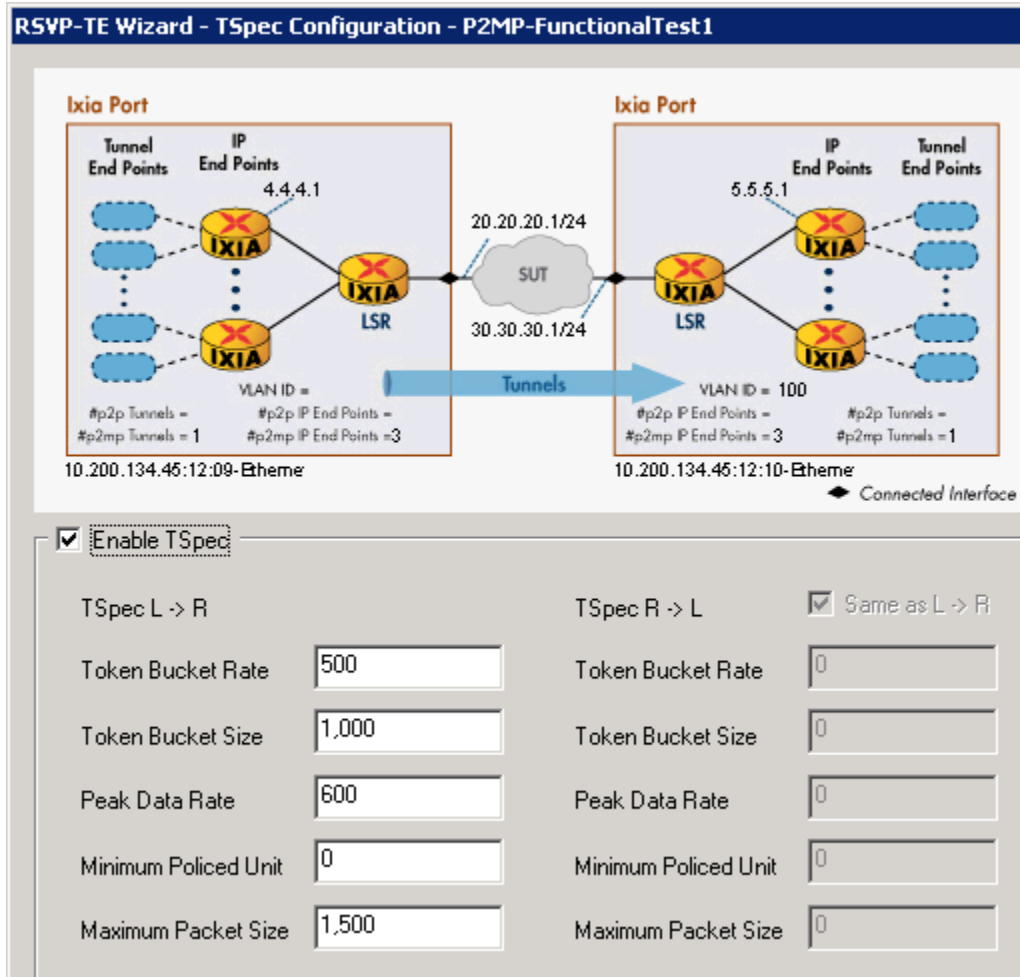 RSVP-TE Wizard - TSpec Configuration - P2MP-FunctionalTest1
Ixia Port
Ixia Port
Tunnel End Points
IP End Points
IP End Points
Tunnel End Points
4.4.4.1
5.5.5.1
20.20.20.1/24
IXIA
IXIA
SUT
IXIA
IXIA
LSR
LSR
30.30.30.1/24
IXIA
IXIA
VLAN ID =
Tunnels
VLAN ID = 100
#p2p Tunnels =
#p2p IP End Points =
#p2p IP End Points =
#p2p Tunnels =
#p2mp Tunnels = 1
#p2mp IP End Points =3
#p2mp IP End Points = 3
#p2mp Tunnels =1
10.200.134.45:12:09-Ethernet
10.200.134.45:12:10-Ethernet
Connected Interface
Enable TSpec
TSpec L -> R
TSpec R -> L
Same as L -> R
Token Bucket Rate
500
Token Bucket Rate
0
Token Bucket Size
1,000
Token Bucket Size
0
Peak Data Rate
600
Peak Data Rate
0
Minimum Policed Unit
0
Minimum Policed Unit
0
Maximum Packet Size
1,500
Maximum Packet Size
0